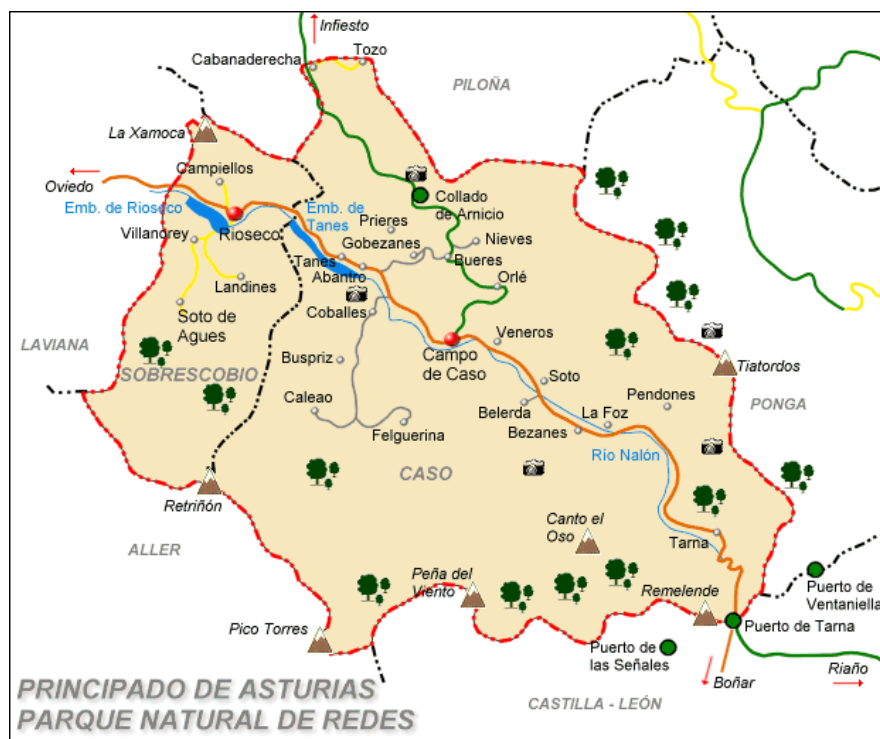 Infiesto
Tozo
Cabanaderecha
PILOÑA
La Xamoca
Campiellos
Oviedo
Collado
de Arnicio
Emb. de Rioseco
Emb. de
Tanes
Prieres
Rioseco
Villandrey
Gobezanes
Nieves
Tanes
Bueres
Abantro
Orlé
Landines
Soto de
Agues
Coballes
Veneros
LAVIANA
Campo
de Caso
Buspriz
Tiatordos
SOBRESCOBIO
Soto
Pendones
Caleao
Belerda
La Foz
PONGA
Felguerina
Bezanes
Río Nalón
CASO
Retriñón
Canto el
Oso
Tarna
ALLER
Peña del
Viento
Remelende
Puerto de
Ventaniella
Pico Torres
Puerto de Tarna
Puerto de
las Señales
Riaño
Boñar
PRINCIPADO DE ASTURIAS
PARQUE NATURAL DE REDES
CASTILLA - LEÓN